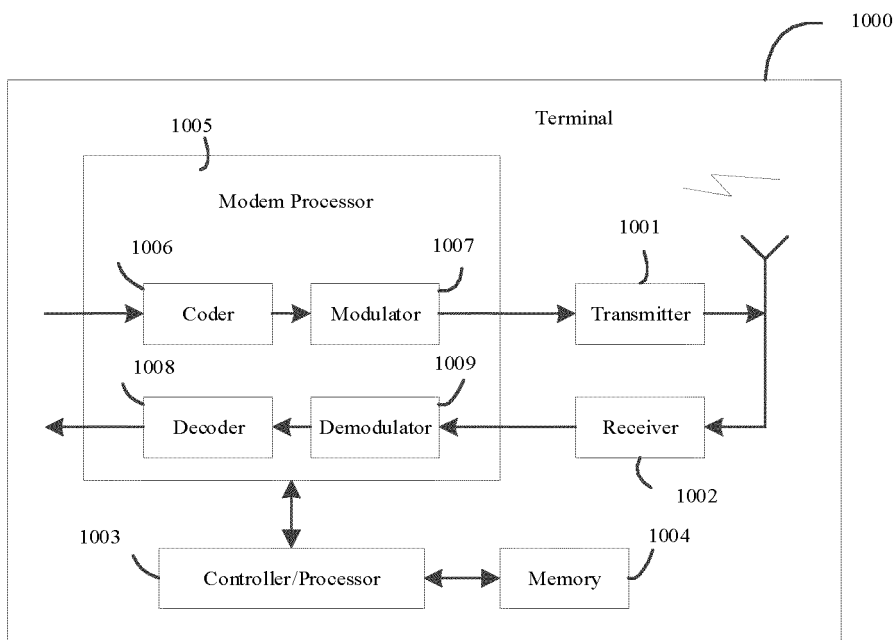 1000
Terminal
1005
Modem Processor
1006
1007
1001
Coder
Modulator
Transmitter
1008
1009
Decoder
Demodulator
Receiver
1002
1003
1004
Controller/Processor
Memory